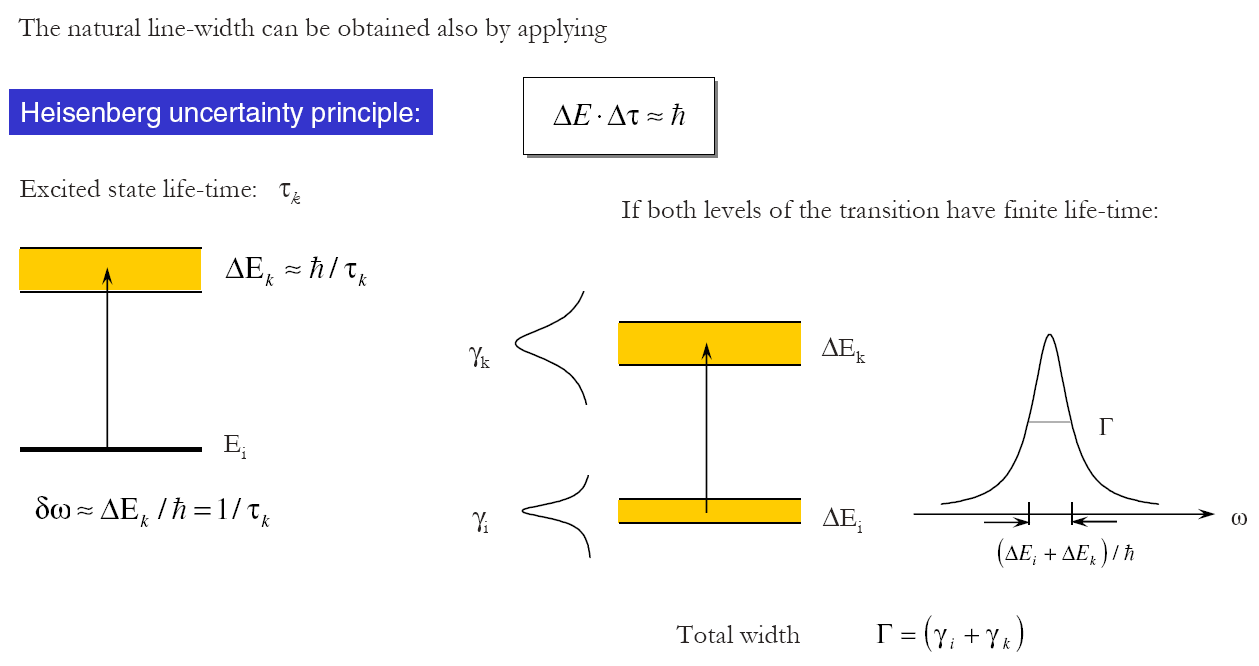 The natural line-width can be obtained also by applying
Heisenberg uncertainty principle:
ΔE · Δτ ≈ ħ
Excited state life-time: τₖ
If both levels of the transition have finite life-time:
ΔEₖ ≈ ħ / τₖ
γₖ
ΔEₖ
Γ
Eᵢ
δω ≈ ΔEₖ / ħ = 1 / τₖ
γᵢ
ΔEᵢ
ω
(ΔEᵢ + ΔEₖ) / ħ
Total width Γ = (γᵢ + γₖ)